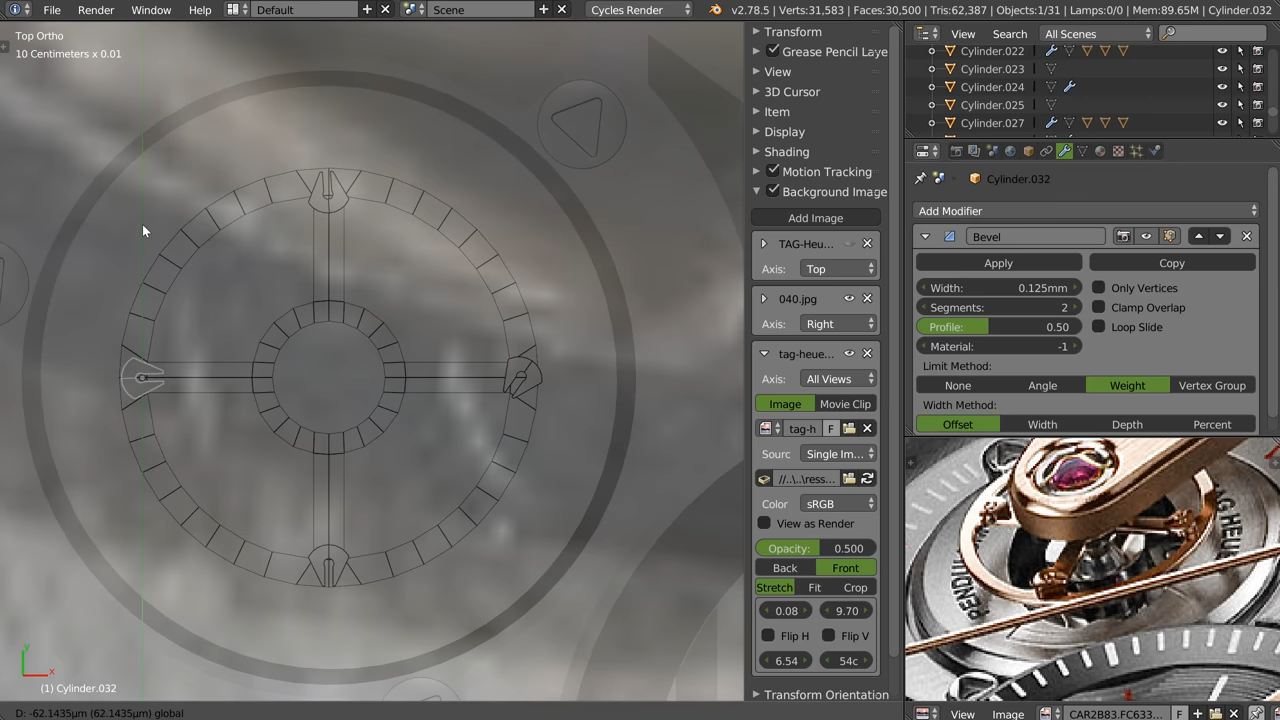 File Render Window Help Default Scene Cycles Render v2.78.5 | Verts:31,583 | Faces:30,500 | Tris:62,387 | Objects:1/31 | Lamps:0/0 | Mem:89.65M | Cylinder.032
Top Ortho
10 Centimeters x 0.01
Transform
Grease Pencil Laye
View
3D Cursor
Item
Display
Shading
Motion Tracking
Background Image
Add Image
TAG-Heu...
Axis: Top
040.jpg
Axis: Right
tag-heue...
Axis: All Views
Image Movie Clip
tag-h F
Sourc Single Im...
//..\..\ress...
Color sRGB
View as Render
Opacity: 0.500
Back Front
Stretch Fit Crop
0.08 9.70
Flip H Flip V
6.54 54c
Transform Orientation
View Search All Scenes
Cylinder.022
Cylinder.023
Cylinder.024
Cylinder.025
Cylinder.027
Cylinder.032
Add Modifier
Bevel
Apply Copy
Width: 0.125mm Only Vertices
Segments: 2 Clamp Overlap
Profile: 0.50 Loop Slide
Material: -1
Limit Method:
None Angle Weight Vertex Group
Width Method:
Offset Width Depth Percent
AG HEUE
PENDI
View Image CAR2B83.FC633... F
y
x
(1) Cylinder.032
D: -62.1435µm (62.1435µm) global